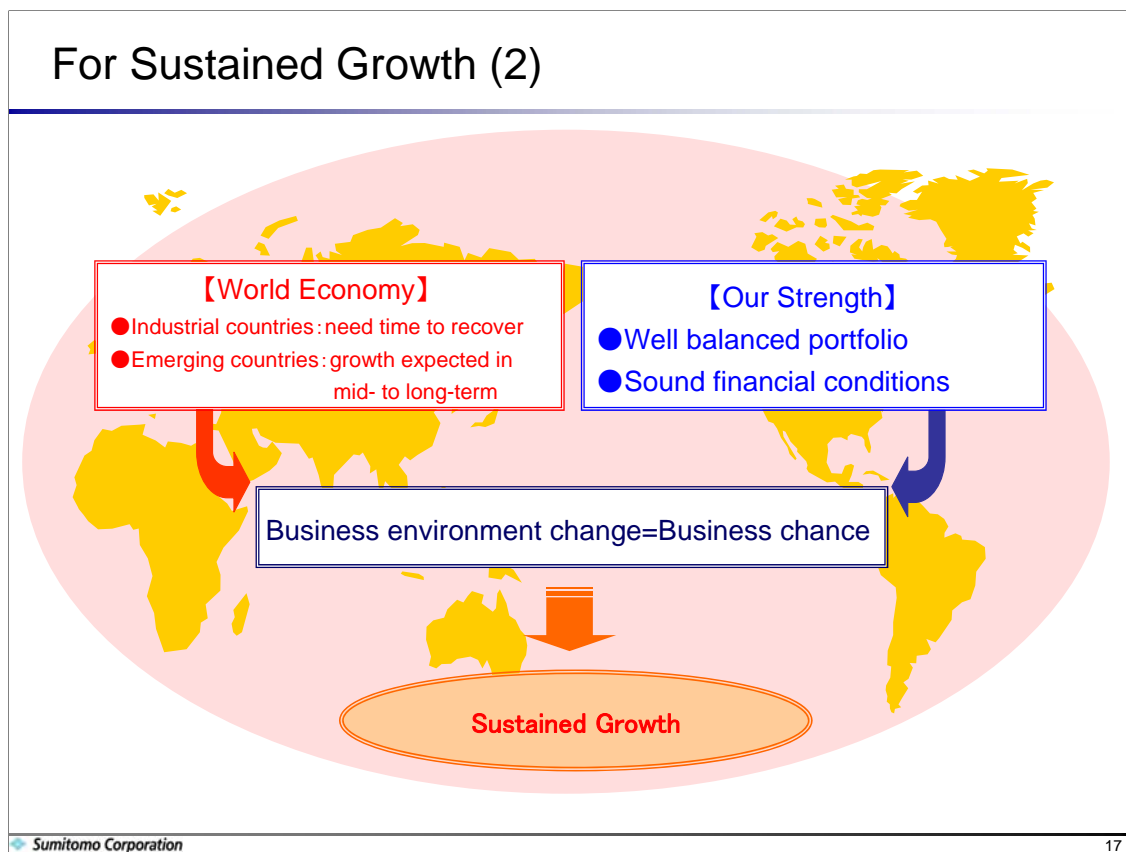 For Sustained Growth (2)
【World Economy】
●Industrial countries：need time to recover
●Emerging countries：growth expected in
mid- to long-term
【Our Strength】
●Well balanced portfolio
●Sound financial conditions
Business environment change=Business chance
Sustained Growth
Sumitomo Corporation
17